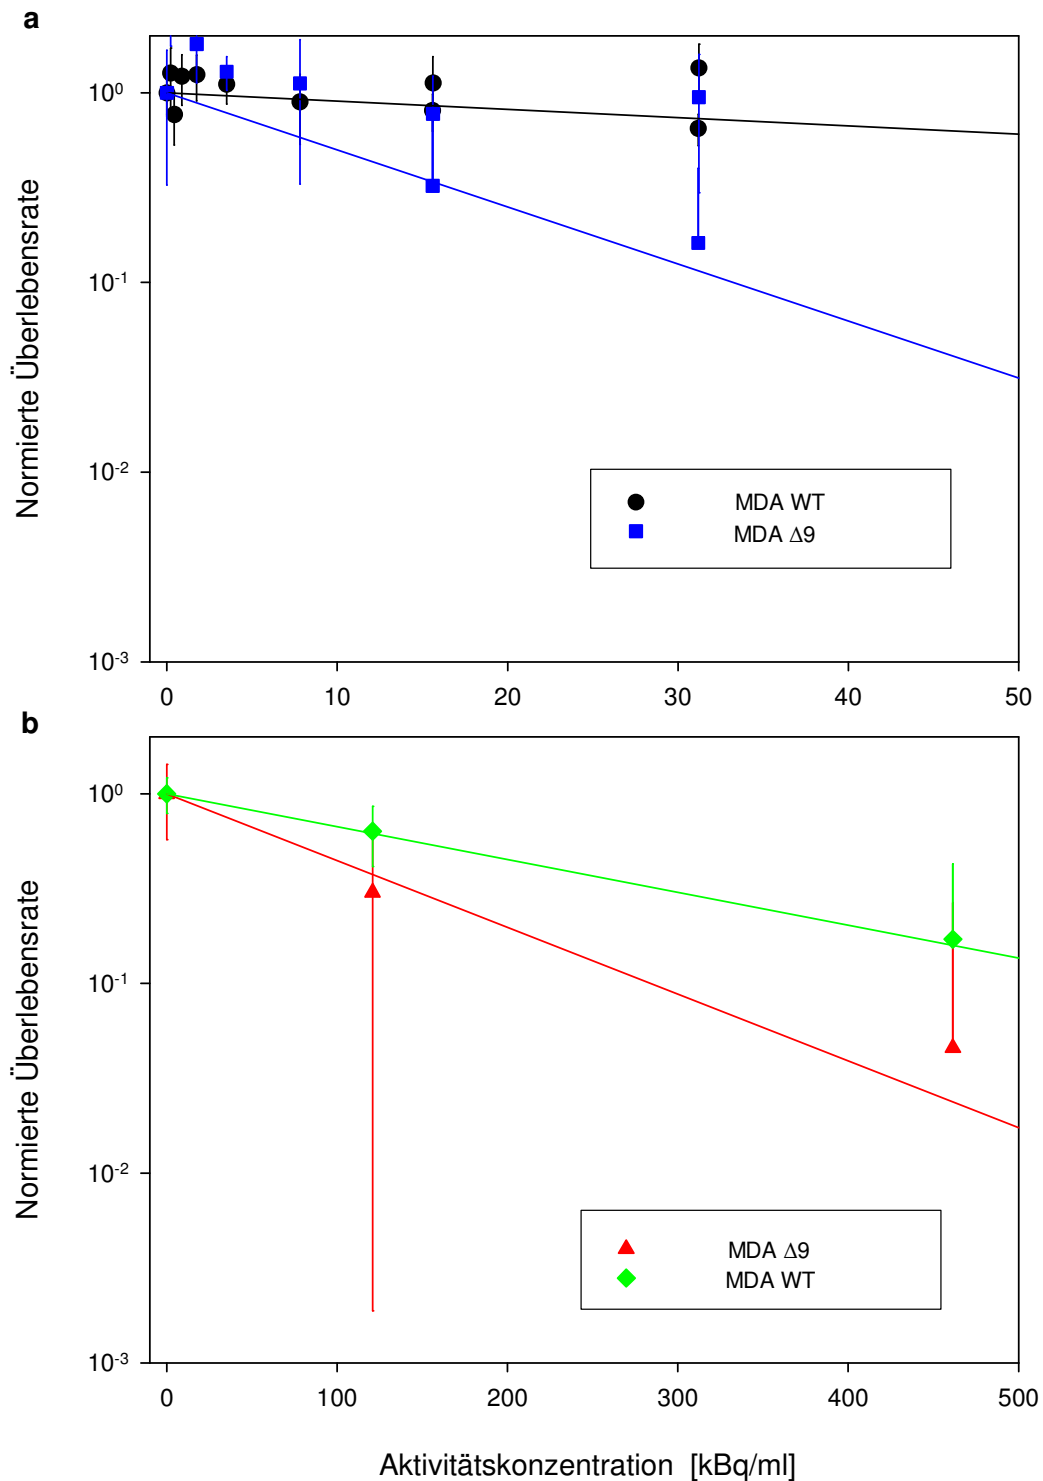 a
Normierte Überlebensrate
10⁰
10⁻¹
10⁻²
10⁻³
MDA WT
MDA Δ9
0 10 20 30 40 50
b
Normierte Überlebensrate
10⁰
10⁻¹
10⁻²
10⁻³
MDA Δ9
MDA WT
0 100 200 300 400 500
Aktivitätskonzentration [kBq/ml]